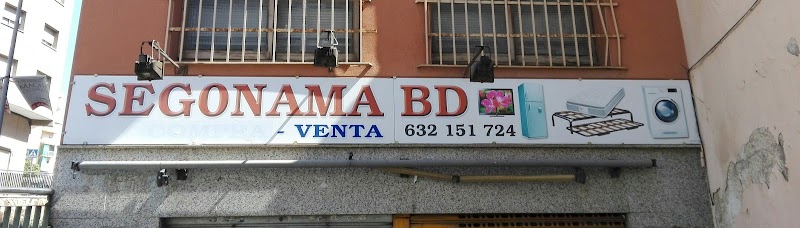 SEGONAMA BD
COMPRA - VENTA 632 151 724